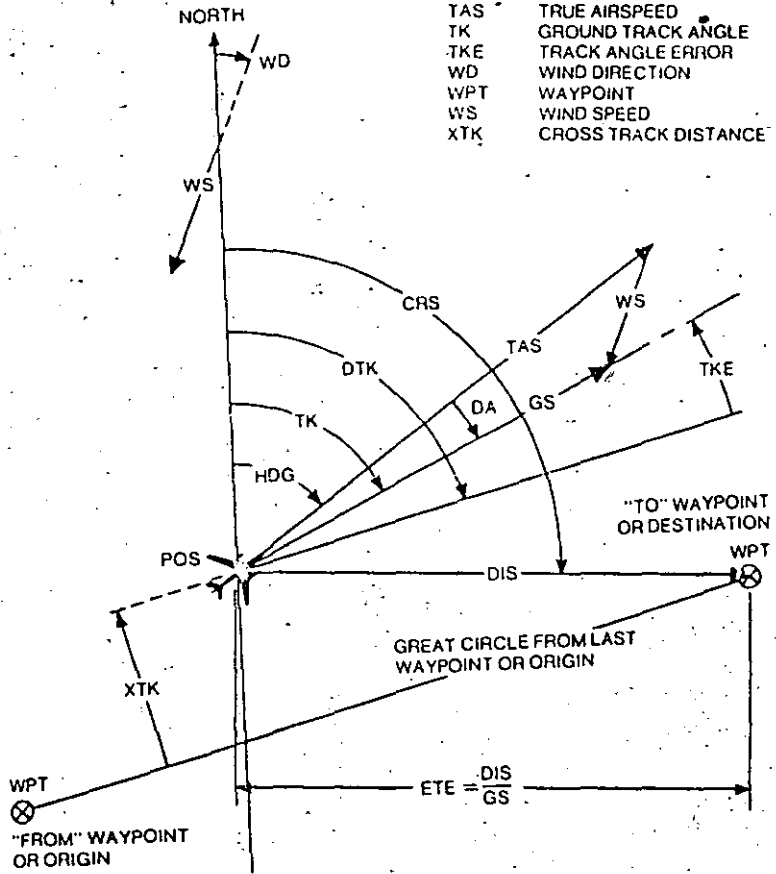 TAS TRUE AIRSPEED
NORTH
TK GROUND TRACK ANGLE
TKE TRACK ANGLE ERROR
WD
WD WIND DIRECTION
WPT WAYPOINT
WS WIND SPEED
XTK CROSS TRACK DISTANCE
WS
CRS
WS
TAS
DTK
TKE
DA
GS
TK
HDG
"TO" WAYPOINT
OR DESTINATION
POS
WPT
DIS
GREAT CIRCLE FROM LAST
WAYPOINT OR ORIGIN
XTK
WPT
ETE = DIS
GS
"FROM" WAYPOINT
OR ORIGIN